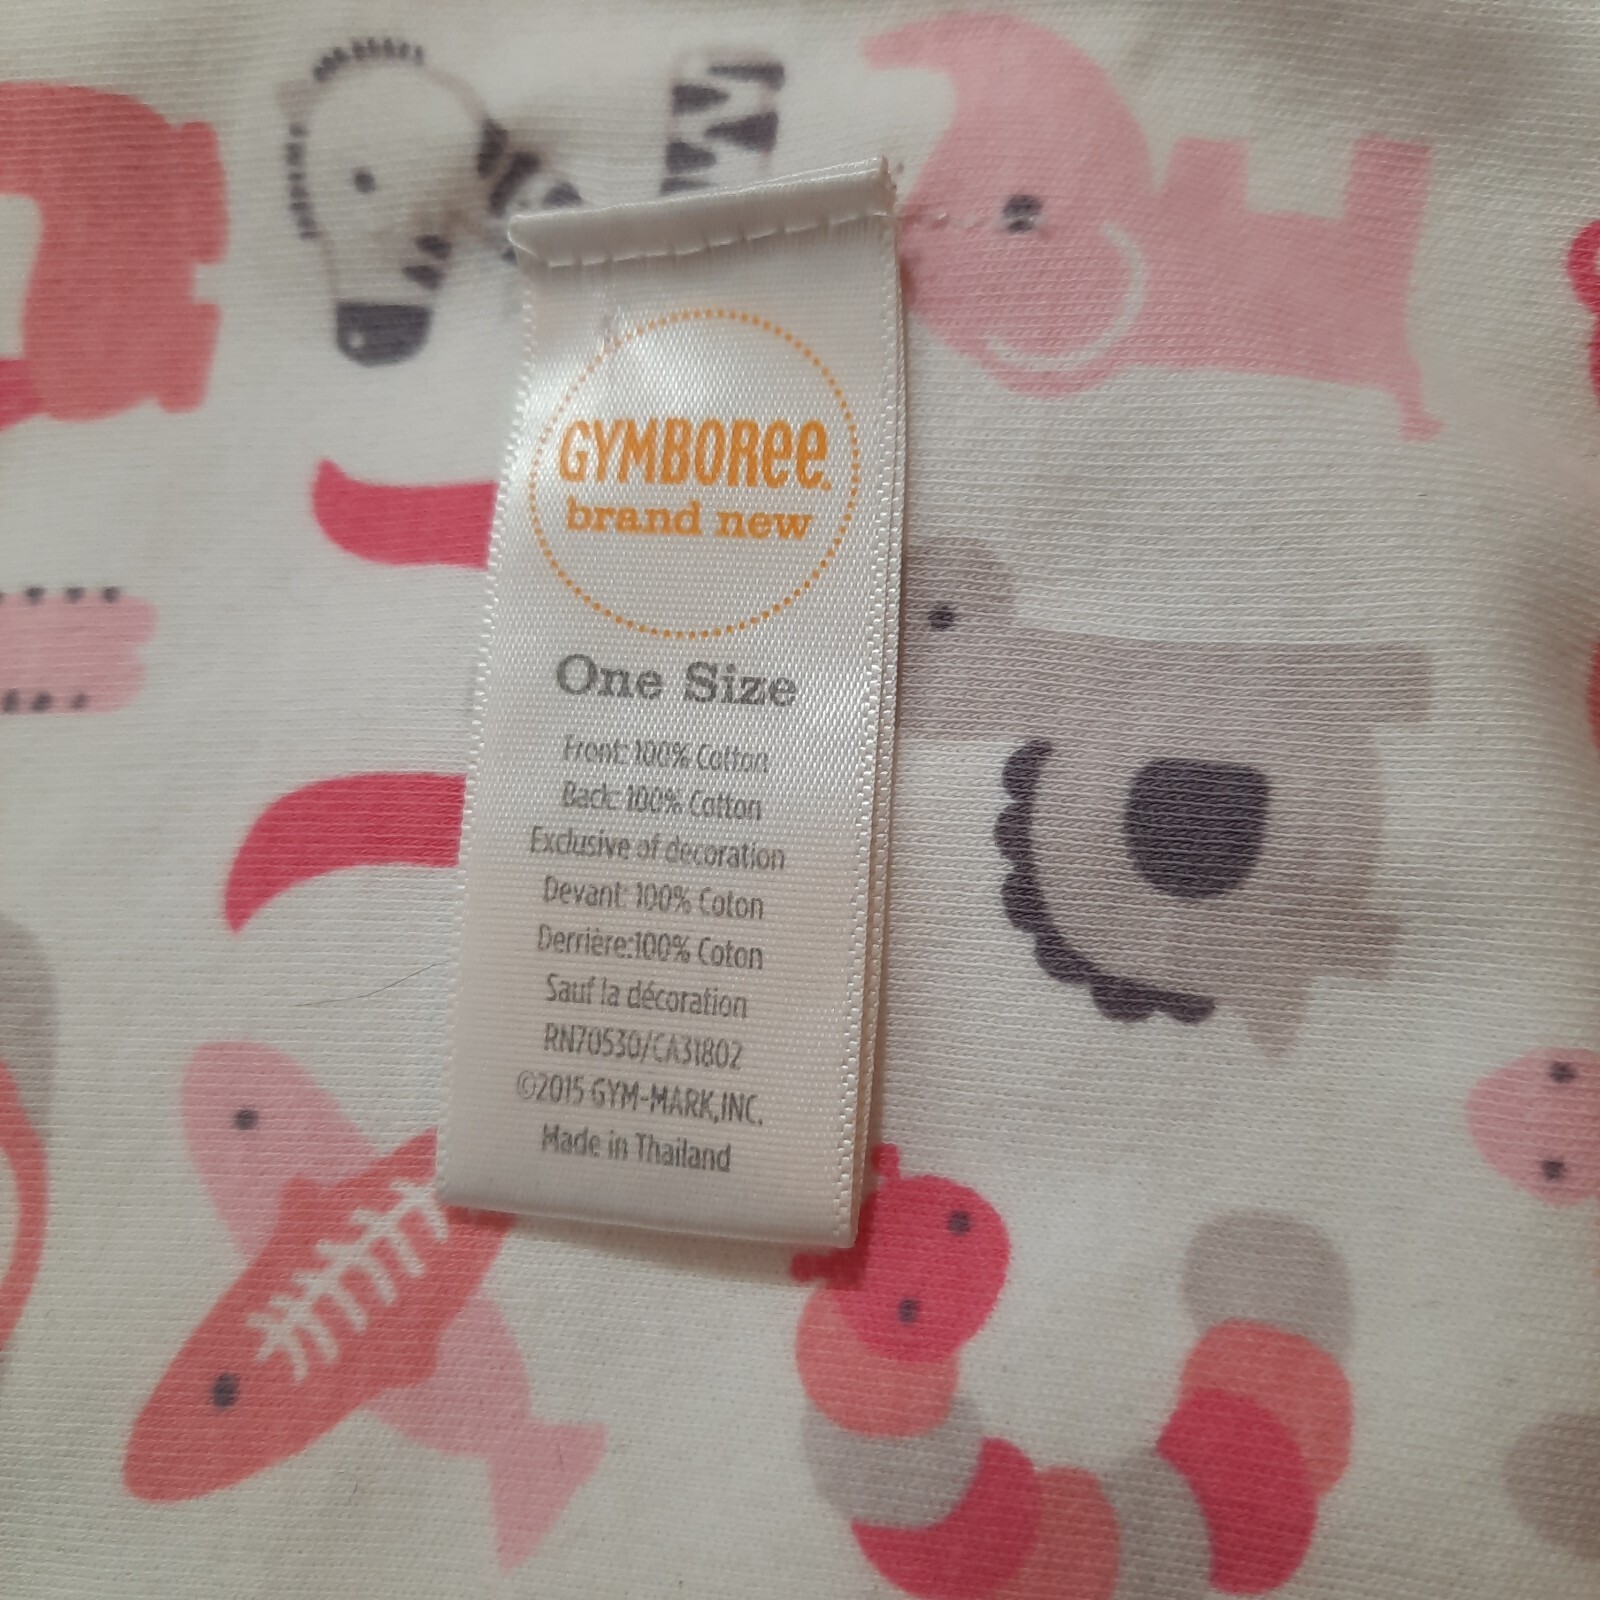 GYMBOREE
brand new
One Size
Front: 100% Cotton
Back: 100% Cotton
Exclusive of decoration
Devant: 100% Coton
Derrière:100% Coton
Sauf la décoration
RN70530/CA31802
©2015 GYM-MARK,INC.
Made in Thailand